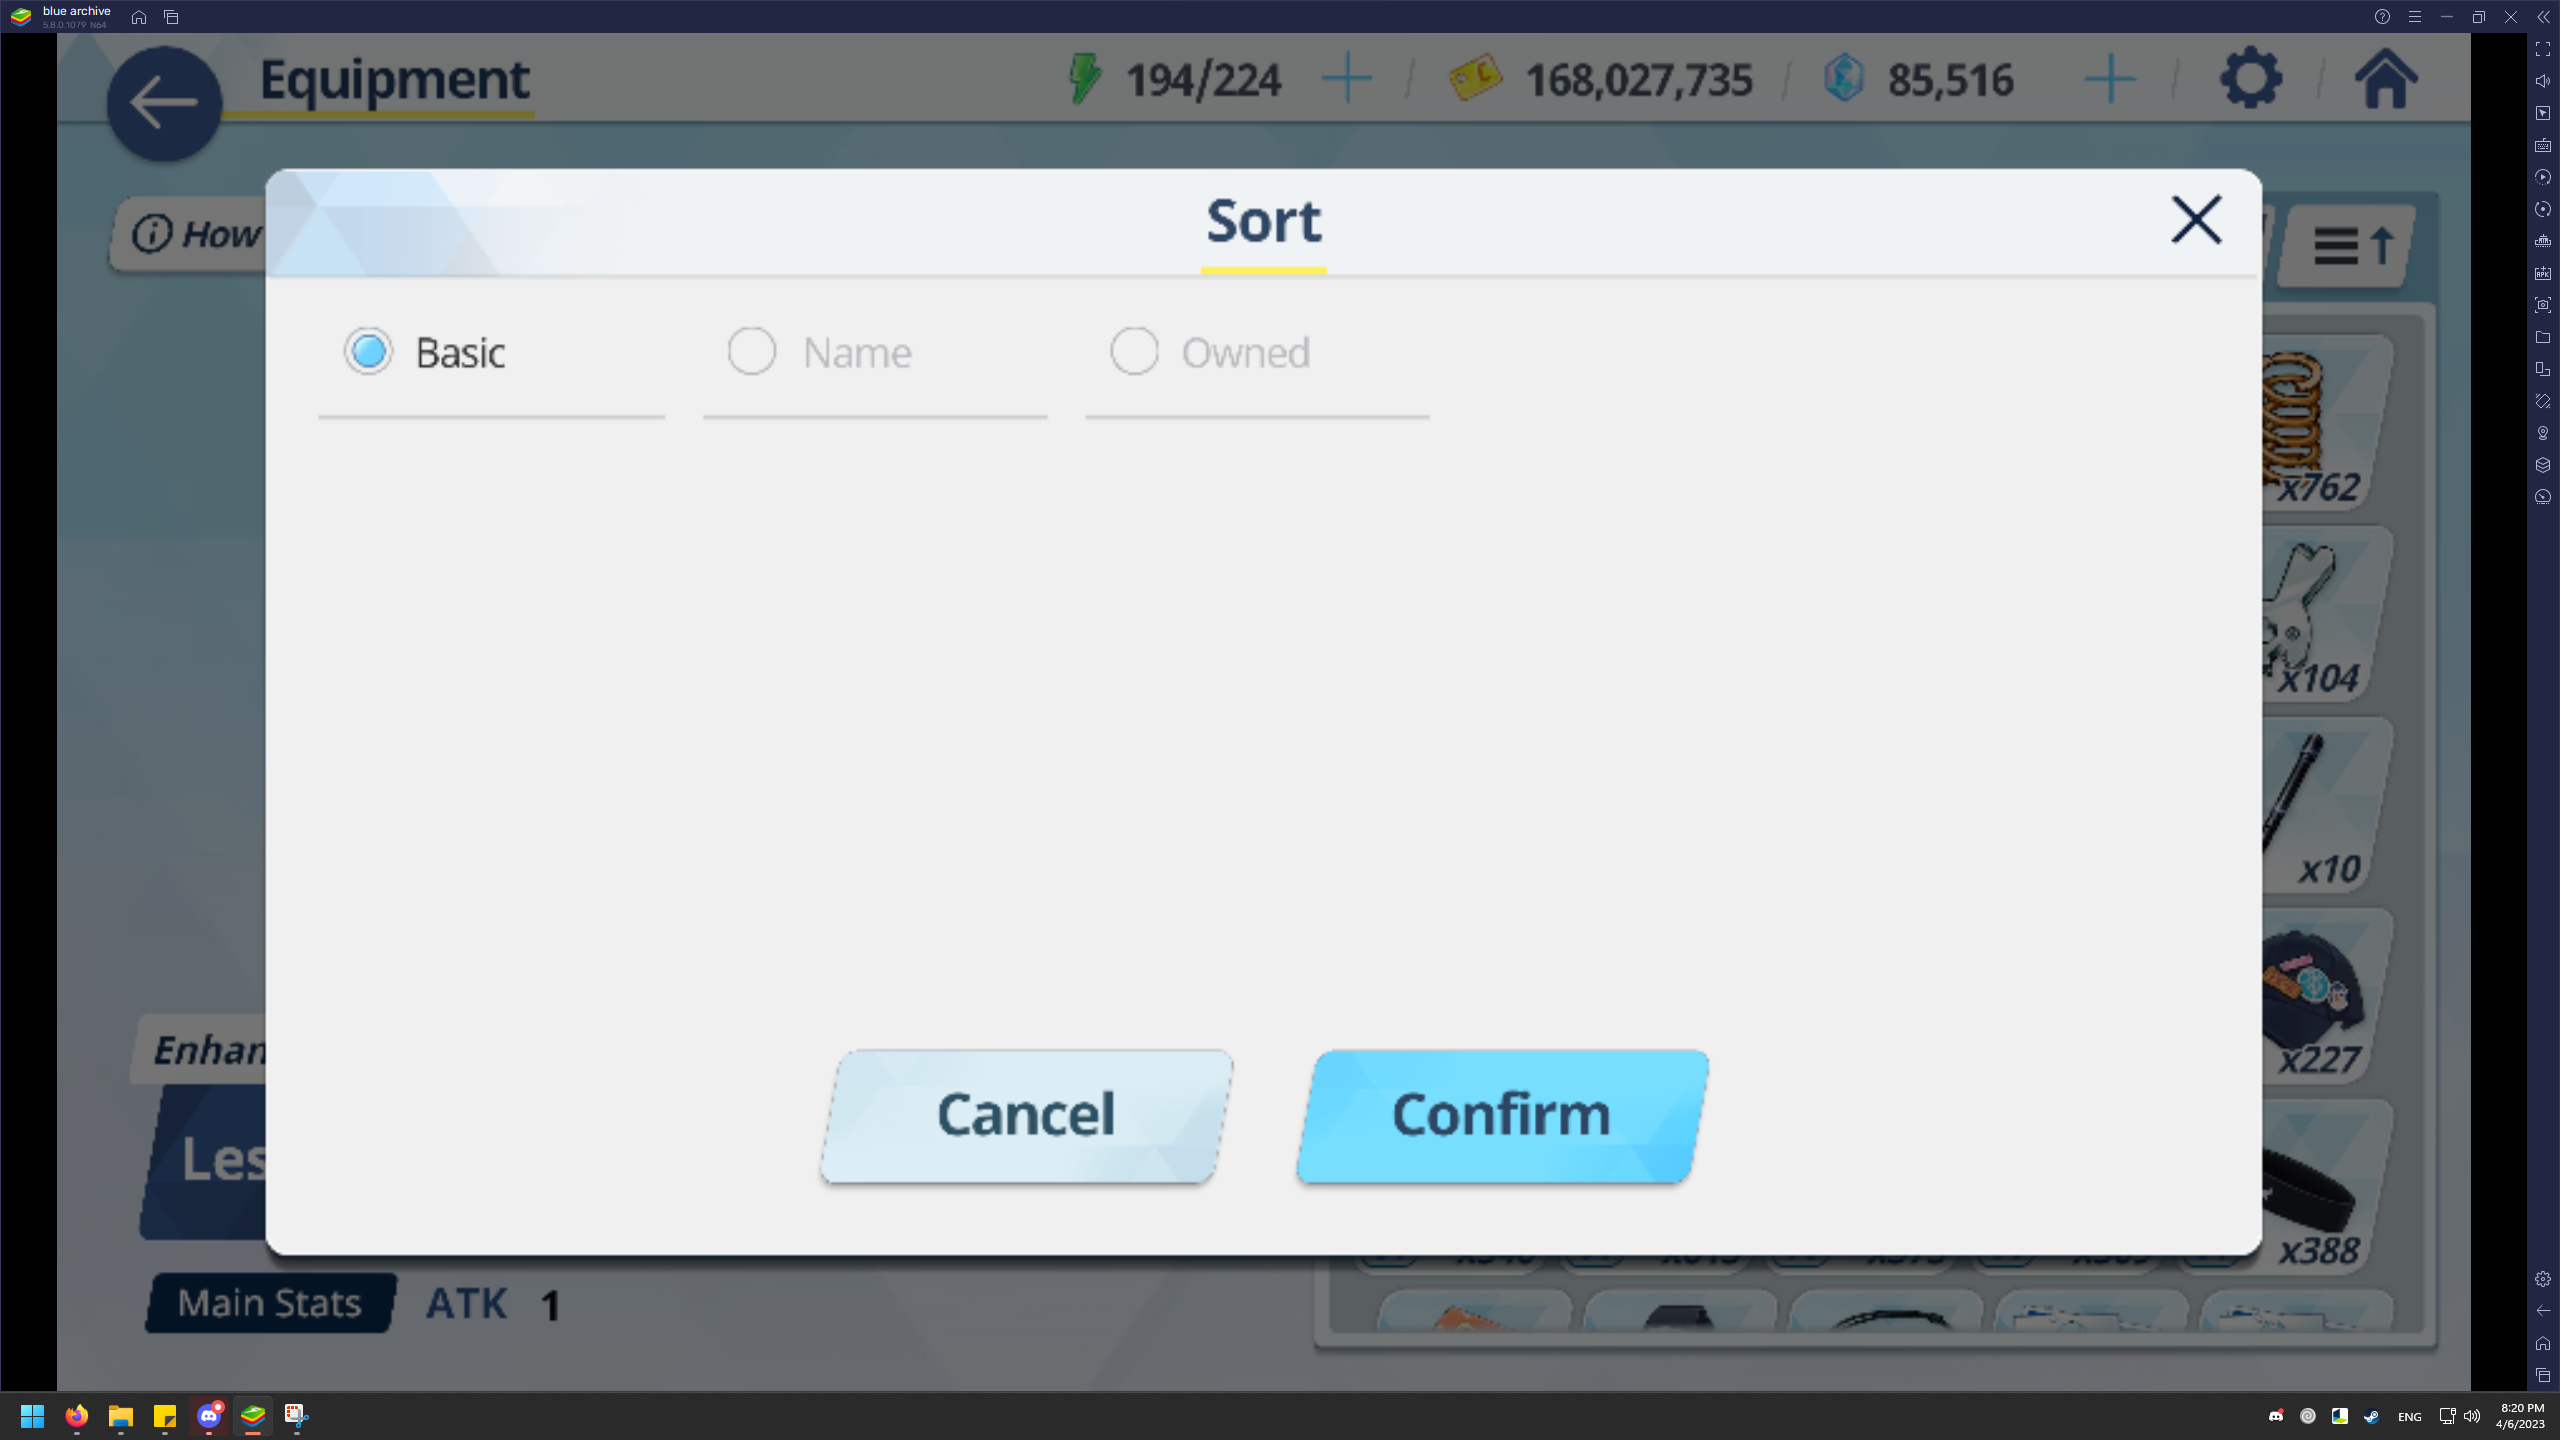 blue archive
5.8.0.1079 N64
Equipment
194/224
168,027,735
85,516
How
Sort
Basic
Name
Owned
x762
x104
x10
x227
x388
Cancel
Confirm
Enhan
Les
Main Stats ATK 1
ENG
8:20 PM
4/6/2023